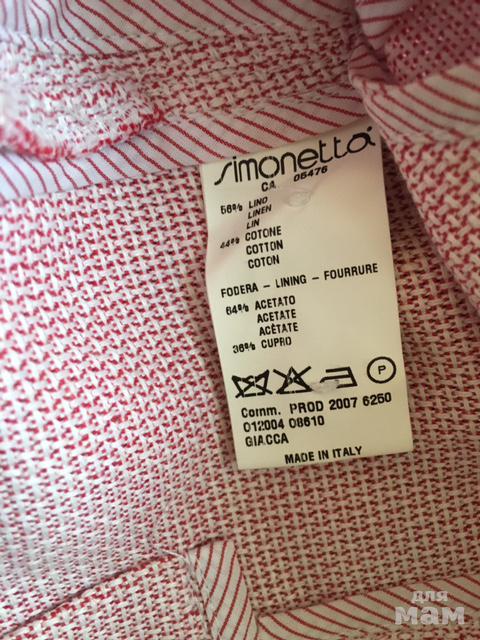 simonetta
CA 05476
56% LINO
LINEN
LIN
44% COTONE
COTTON
COTON
FODERA - LINING - FOURRURE
64% ACETATO
ACETATE
ACÈTATE
36% CUPRO
P
Comm. PROD 2007 6250
012004 08610
GIACCA
MADE IN ITALY
для
мам